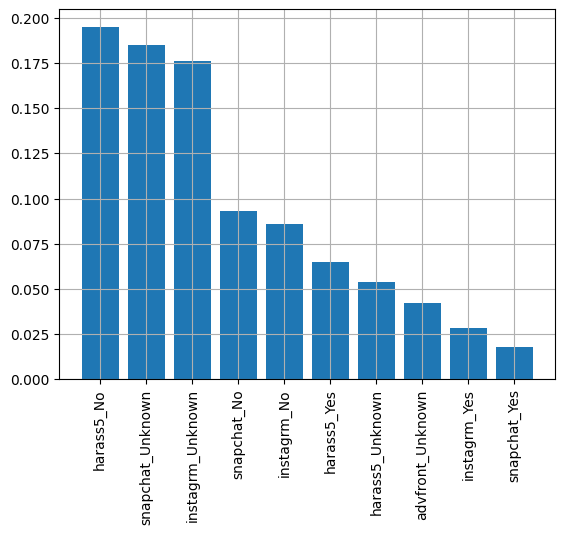 0.200
0.175
0.150
0.125
0.100
0.075
0.050
0.025
0.000
harass5_No
snapchat_Unknown
instagrm_Unknown
snapchat_No
instagrm_No
harass5_Yes
harass5_Unknown
advfront_Unknown
instagrm_Yes
snapchat_Yes